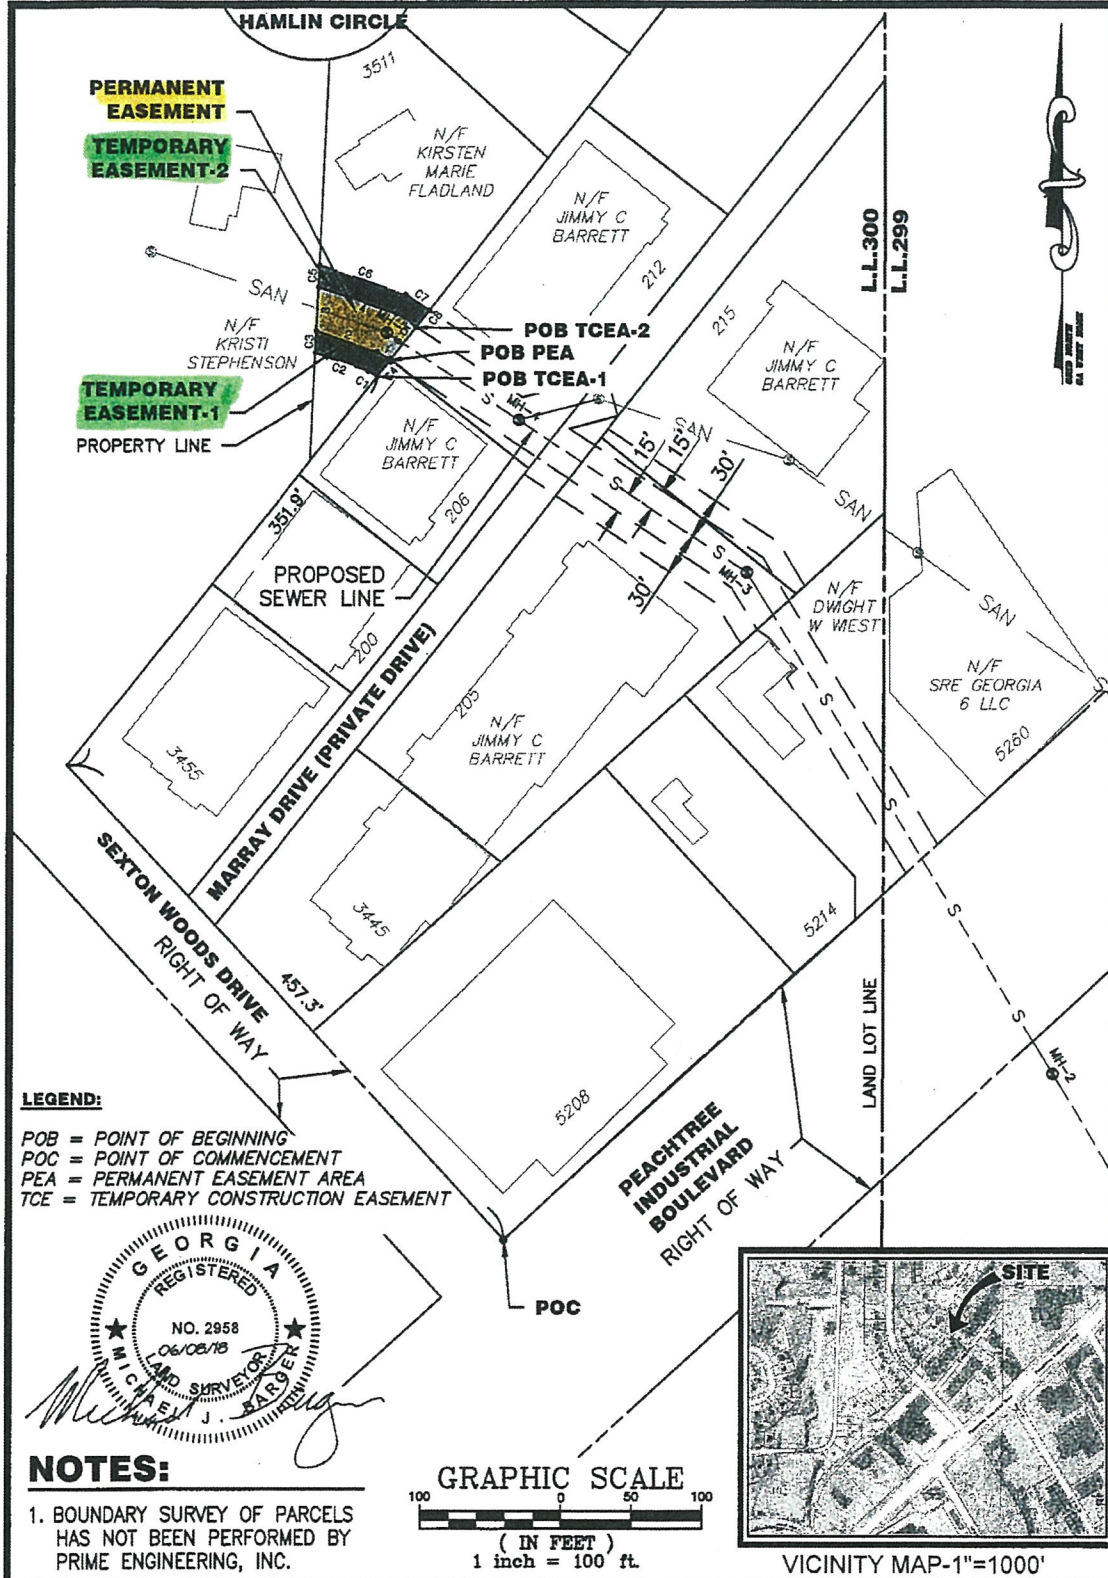 HAMLIN CIRCLE
3511
PERMANENT
EASEMENT
TEMPORARY
EASEMENT-2
N/F
KIRSTEN
MARIE
FLADLAND
N/F
JIMMY C
BARRETT
212
L.L.300
L.L.299
215
SAN
C5
C6
C7
C8
N/F
KRISTI
STEPHENSON
C3
C2
C1
POB TCEA-2
POB PEA
POB TCEA-1
TEMPORARY
EASEMENT-1
PROPERTY LINE
N/F
JIMMY C
BARRETT
N/F
JIMMY C
BARRETT
S
SAN
15'
15'
30'
30'
SAN
351.9'
206
PROPOSED
SEWER LINE
S
S
MH-3
N/F
DWIGHT
W WEST
SAN
200
N/F
SRE GEORGIA
6 LLC
S
5260
205
N/F
JIMMY C
BARRETT
S
3455
MARRAY DRIVE (PRIVATE DRIVE)
SEXTON WOODS DRIVE
RIGHT OF WAY
3445
457.3'
S
S
5214
S
LAND LOT LINE
MH-2
5208
PEACHTREE
INDUSTRIAL
BOULEVARD
RIGHT OF WAY
LEGEND:
POB = POINT OF BEGINNING
POC = POINT OF COMMENCEMENT
PEA = PERMANENT EASEMENT AREA
TCE = TEMPORARY CONSTRUCTION EASEMENT
GEORGIA
REGISTERED
NO. 2958
06/08/18
LAND SURVEYOR
MICHAEL J. BARGER
POC
SITE
NOTES:
1. BOUNDARY SURVEY OF PARCELS
HAS NOT BEEN PERFORMED BY
PRIME ENGINEERING, INC.
GRAPHIC SCALE
100 0 50 100
( IN FEET )
1 inch = 100 ft.
VICINITY MAP-1"=1000'